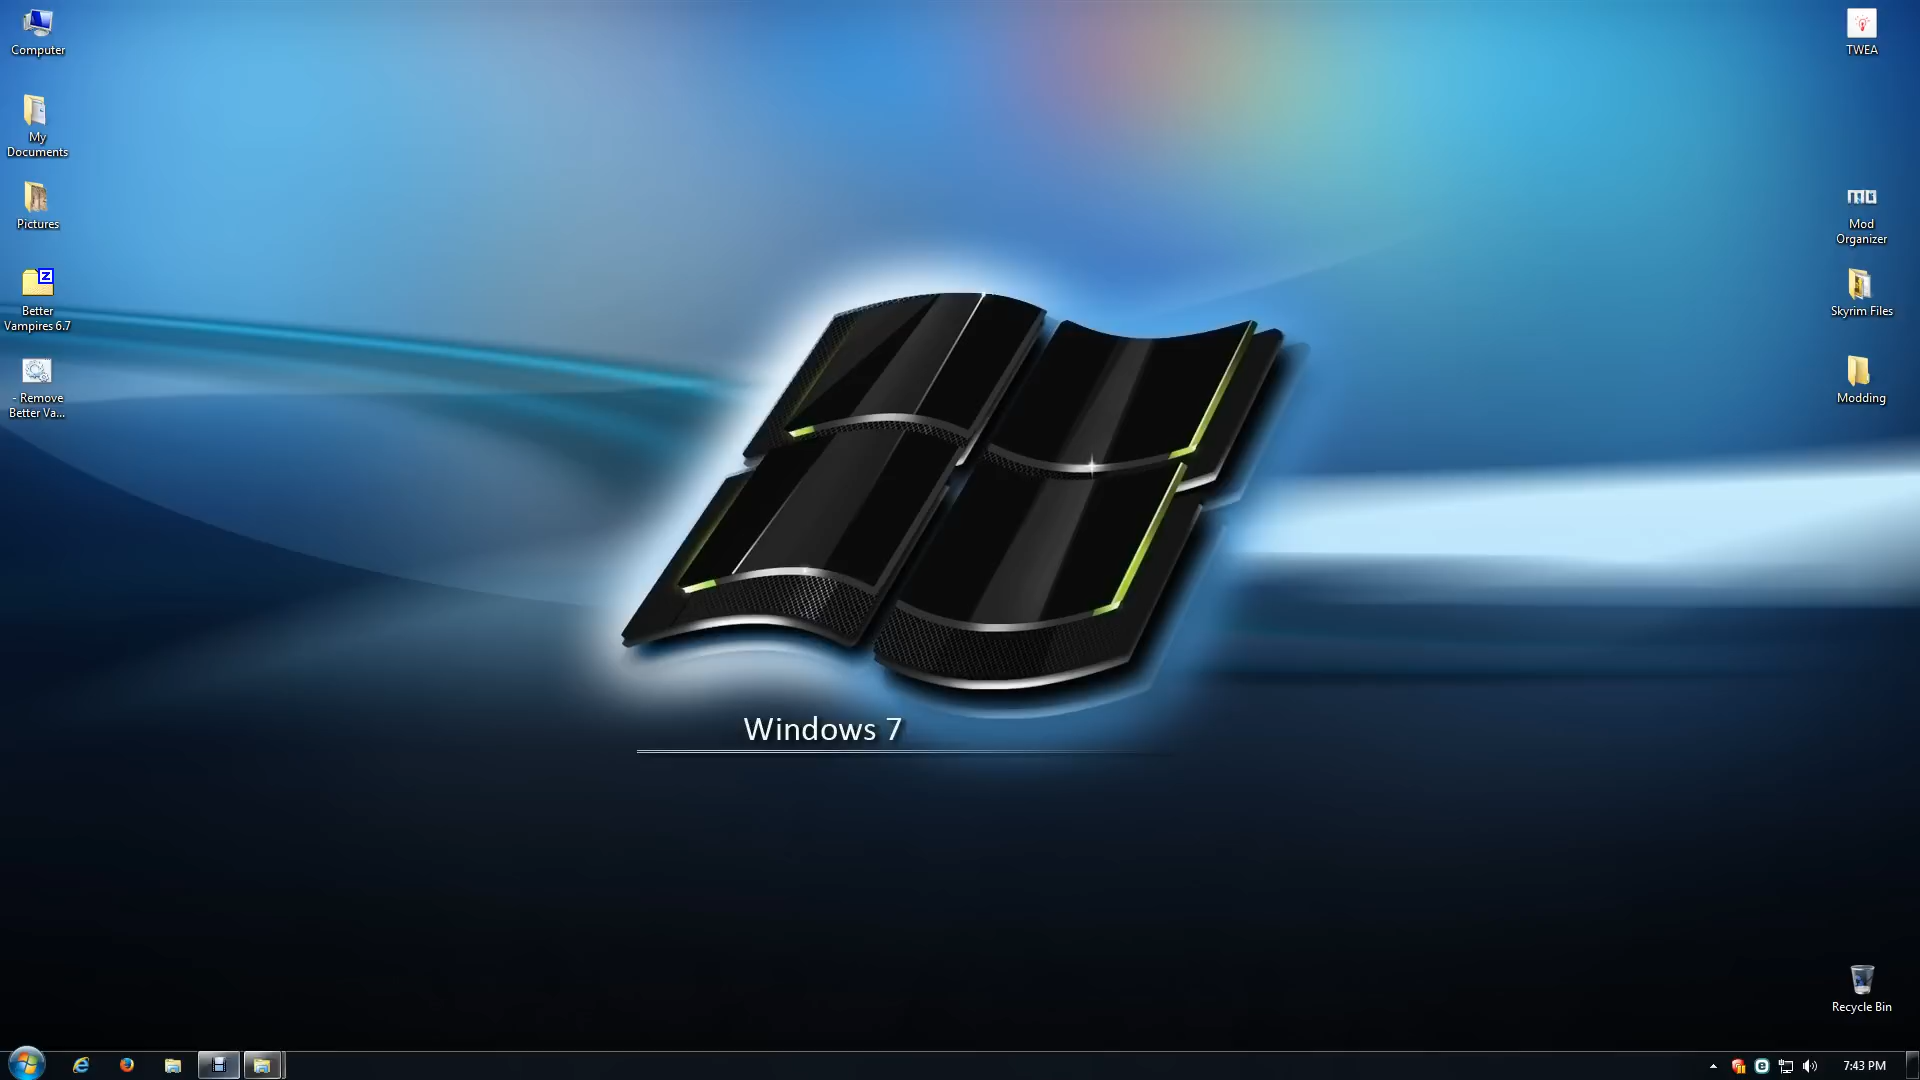 Computer
My
Documents
Pictures
Better
Vampires 6.7
- Remove
Better Va...
TWEA
Mod
Organizer
Skyrim Files
Modding
Windows 7
Recycle Bin
7:43 PM